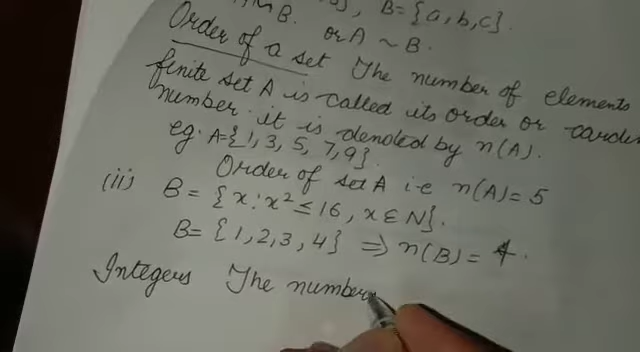 B. B={a,b,c}.
or A ~ B.
Order of a set The number of elements
finite set A is called its order or
number. it is denoted by n(A).
eg. A={1, 3, 5, 7, 9}.
Order of set A i.e n(A)=5
(ii) B = {x : x² ≤ 16, x ∈ N}.
B= {1, 2, 3, 4} ⇒ n(B) = 4.
Integers The numbers